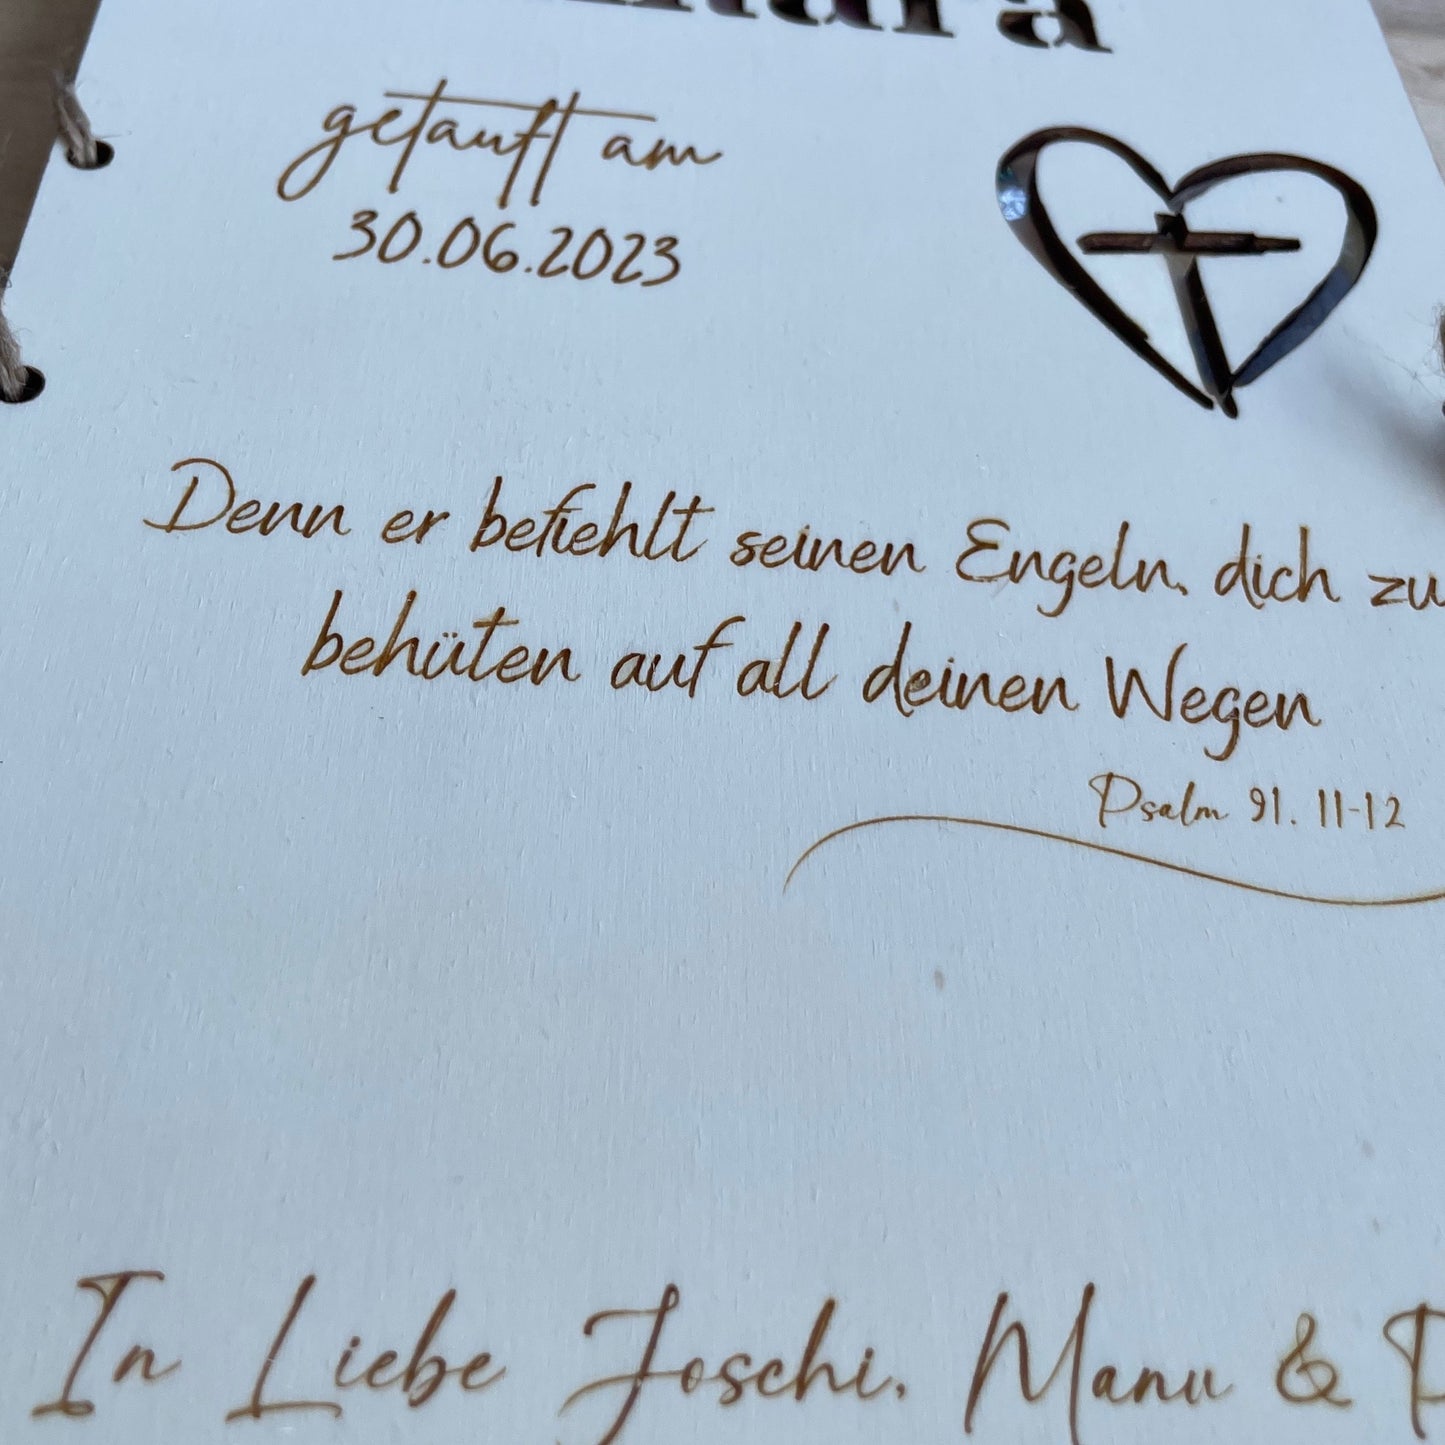 getauft am
30.06.2023
Denn er befiehlt seinen Engeln, dich zu
behüten auf all deinen Wegen
Psalm 91. 11-12
In Liebe Joschi, Manu &